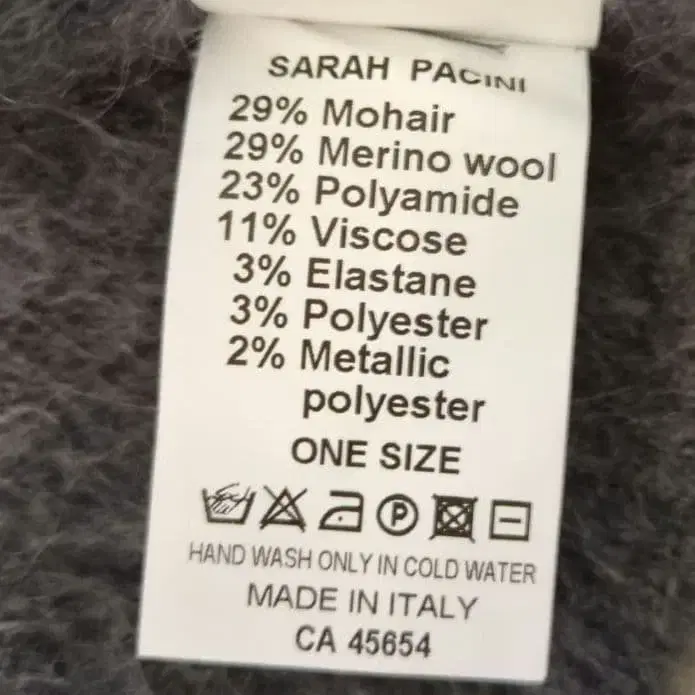 SARAH PACINI
29% Mohair
29% Merino wool
23% Polyamide
11% Viscose
3% Elastane
3% Polyester
2% Metallic
polyester
ONE SIZE
P
HAND WASH ONLY IN COLD WATER
MADE IN ITALY
CA 45654